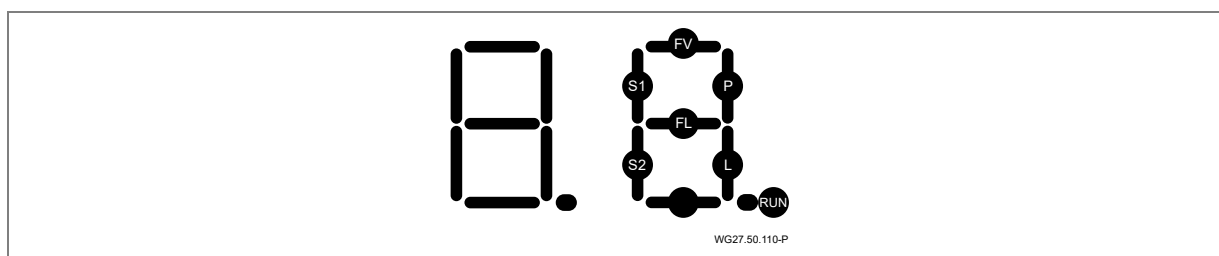 FV
S1 P
FL
S2 L
RUN
WG27.50.110-P